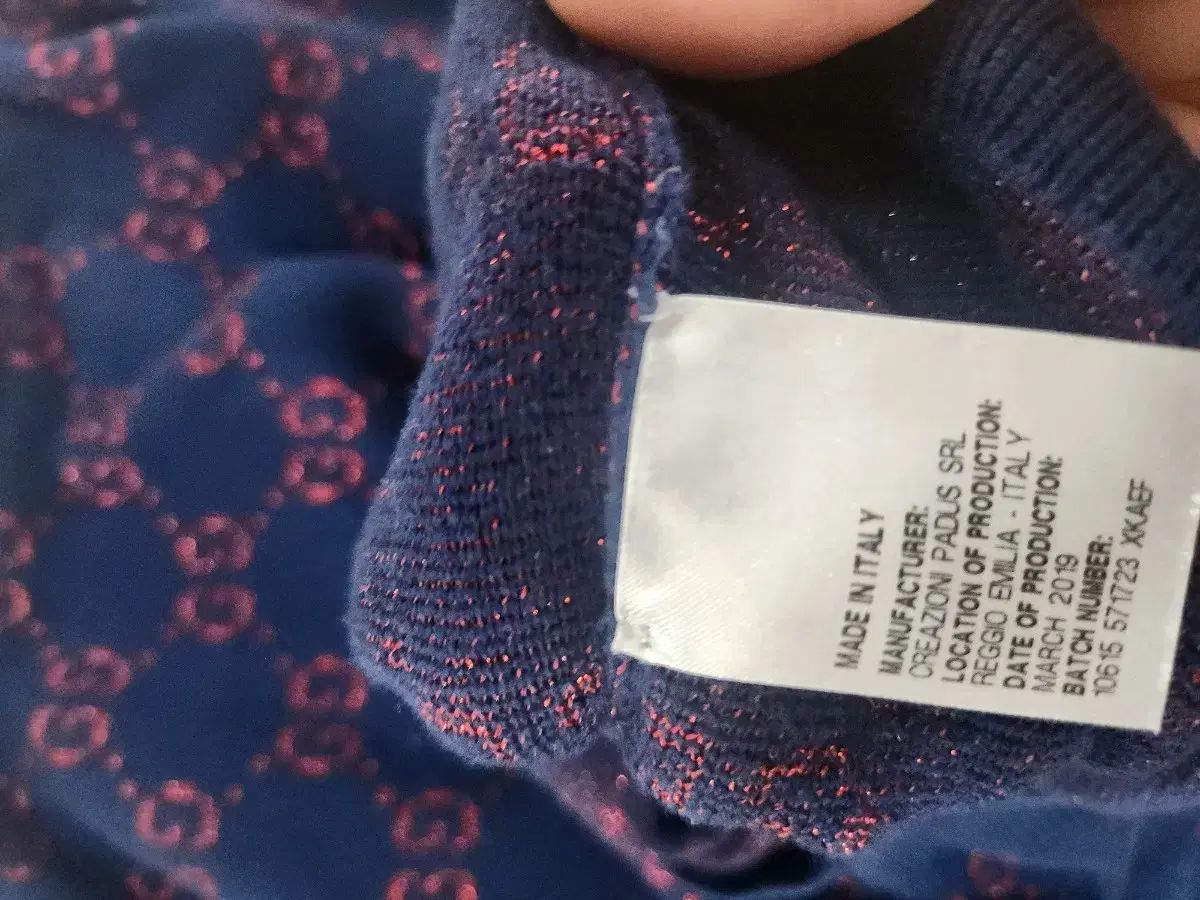 MADE IN ITALY
MANUFACTURER:
CREAZIONI PADUS SRL
LOCATION OF PRODUCTION:
REGGIO EMILIA - ITALY
DATE OF PRODUCTION:
MARCH 2019
BATCH NUMBER:
10615 571723 XKAEF